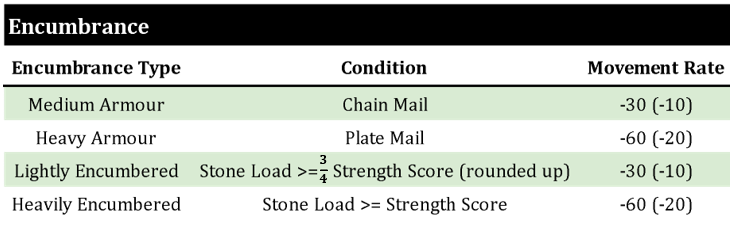 Encumbrance
Encumbrance Type Condition Movement Rate
Medium Armour Chain Mail -30 (-10)
Heavy Armour Plate Mail -60 (-20)
Lightly Encumbered Stone Load >=3/4 Strength Score (rounded up) -30 (-10)
Heavily Encumbered Stone Load >= Strength Score -60 (-20)